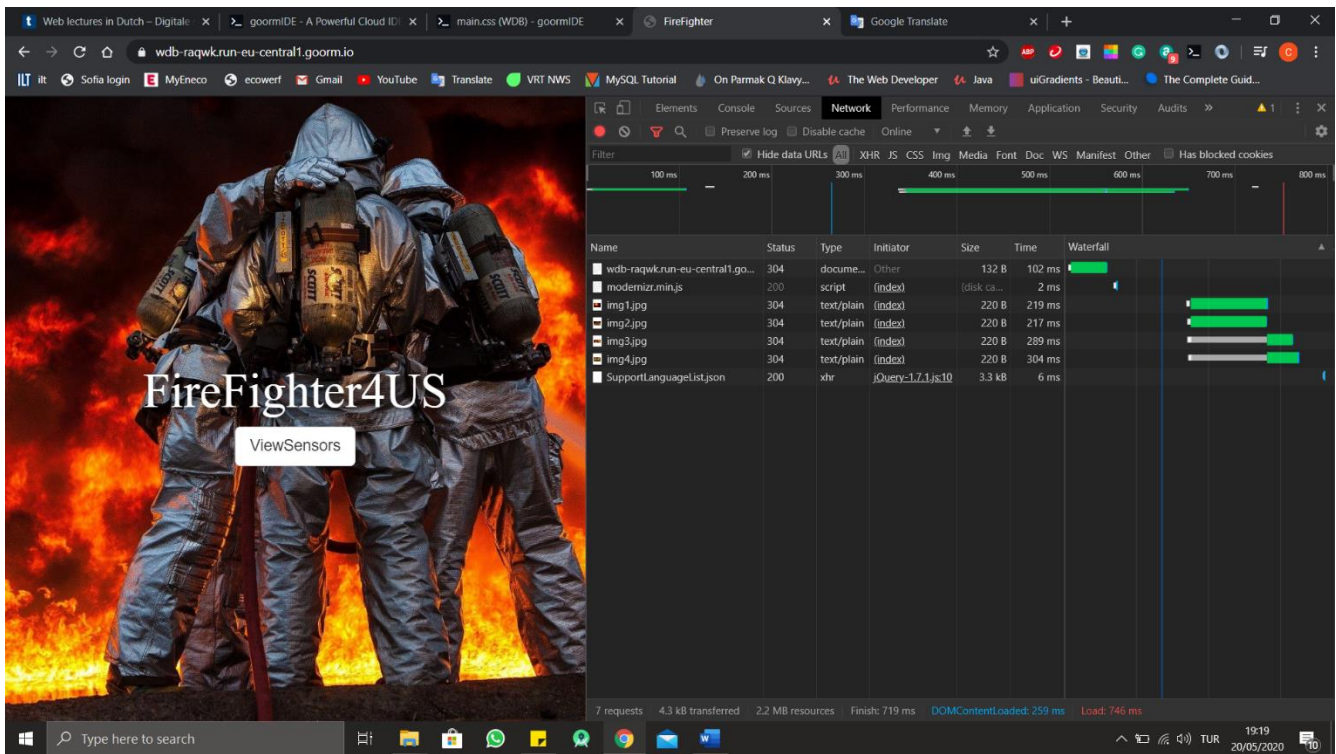 Web lectures in Dutch – Digitale
goormIDE - A Powerful Cloud IDE
main.css (WDB) - goormIDE
FireFighter
Google Translate
wdb-raqwk.run-eu-central1.goorm.io
ilt Sofia login MyEneco ecowerf Gmail YouTube Translate VRT NWS MySQL Tutorial On Parmak Q Klavy... The Web Developer Java uiGradients - Beauti... The Complete Guid...
Elements Console Sources Network Performance Memory Application Security Audits » 1
Preserve log Disable cache Online
Filter Hide data URLs All XHR JS CSS Img Media Font Doc WS Manifest Other Has blocked cookies
100 ms 200 ms 300 ms 400 ms 500 ms 600 ms 700 ms 800 ms
Name Status Type Initiator Size Time Waterfall
wdb-raqwk.run-eu-central1.go... 304 docume... Other 132 B 102 ms
modernizr.min.js 200 script (index) (disk ca... 2 ms
img1.jpg 304 text/plain (index) 220 B 219 ms
img2.jpg 304 text/plain (index) 220 B 217 ms
img3.jpg 304 text/plain (index) 220 B 289 ms
img4.jpg 304 text/plain (index) 220 B 304 ms
SupportLanguageList.json 200 xhr jQuery-1.7.1.js:10 3.3 kB 6 ms
7 requests 4.3 kB transferred 2.2 MB resources Finish: 719 ms DOMContentLoaded: 259 ms Load: 746 ms
SCOTT
SCOTT
FireFighter4US
ViewSensors
Type here to search
TUR
19:19
20/05/2020